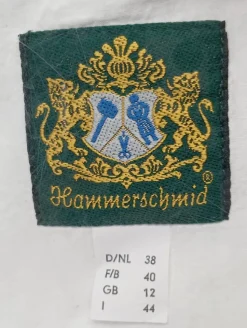 Hammerschmid ®
D/NL 38
F/B 40
GB 12
I 44